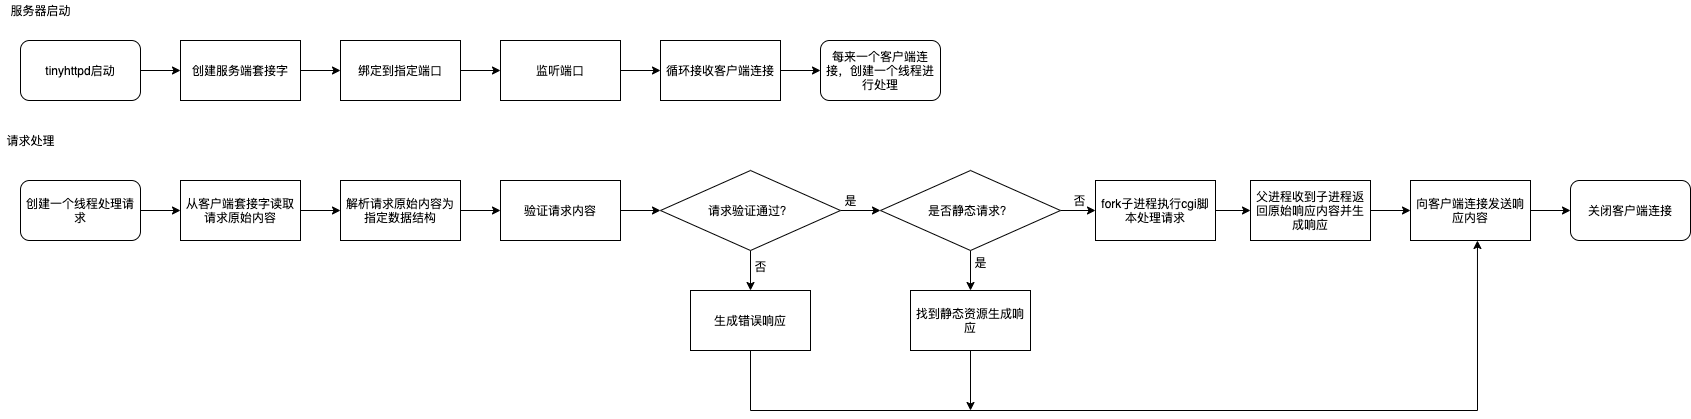 服务器启动
tinyhttpd启动
创建服务端套接字
绑定到指定端口
监听端口
循环接收客户端连接
每来一个客户端连
接，创建一个线程进
行处理
请求处理
创建一个线程处理请
求
从客户端套接字读取
请求原始内容
解析请求原始内容为
指定数据结构
验证请求内容
请求验证通过?
是
是否静态请求?
否
fork子进程执行cgi脚
本处理请求
父进程收到子进程返
回原始响应内容并生
成响应
向客户端连接发送响
应内容
关闭客户端连接
否
是
生成错误响应
找到静态资源生成响
应